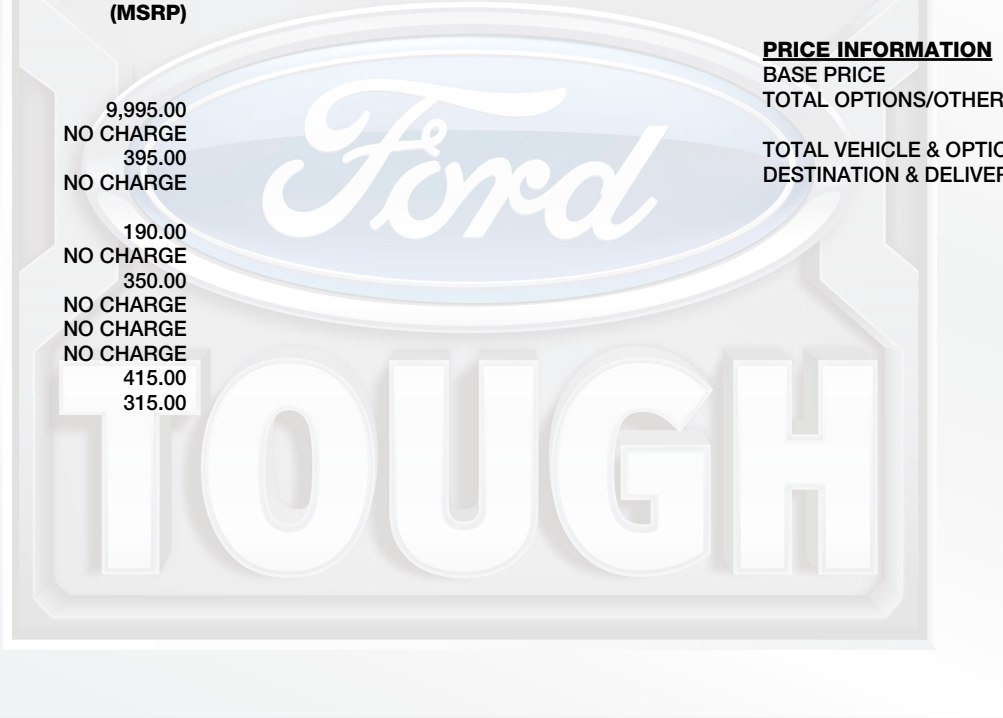 (MSRP)
9,995.00
NO CHARGE
395.00
NO CHARGE
190.00
NO CHARGE
350.00
NO CHARGE
NO CHARGE
NO CHARGE
415.00
315.00
PRICE INFORMATION
BASE PRICE
TOTAL OPTIONS/OTHER
TOTAL VEHICLE & OPTIO
DESTINATION & DELIVER
Ford
TOUGH